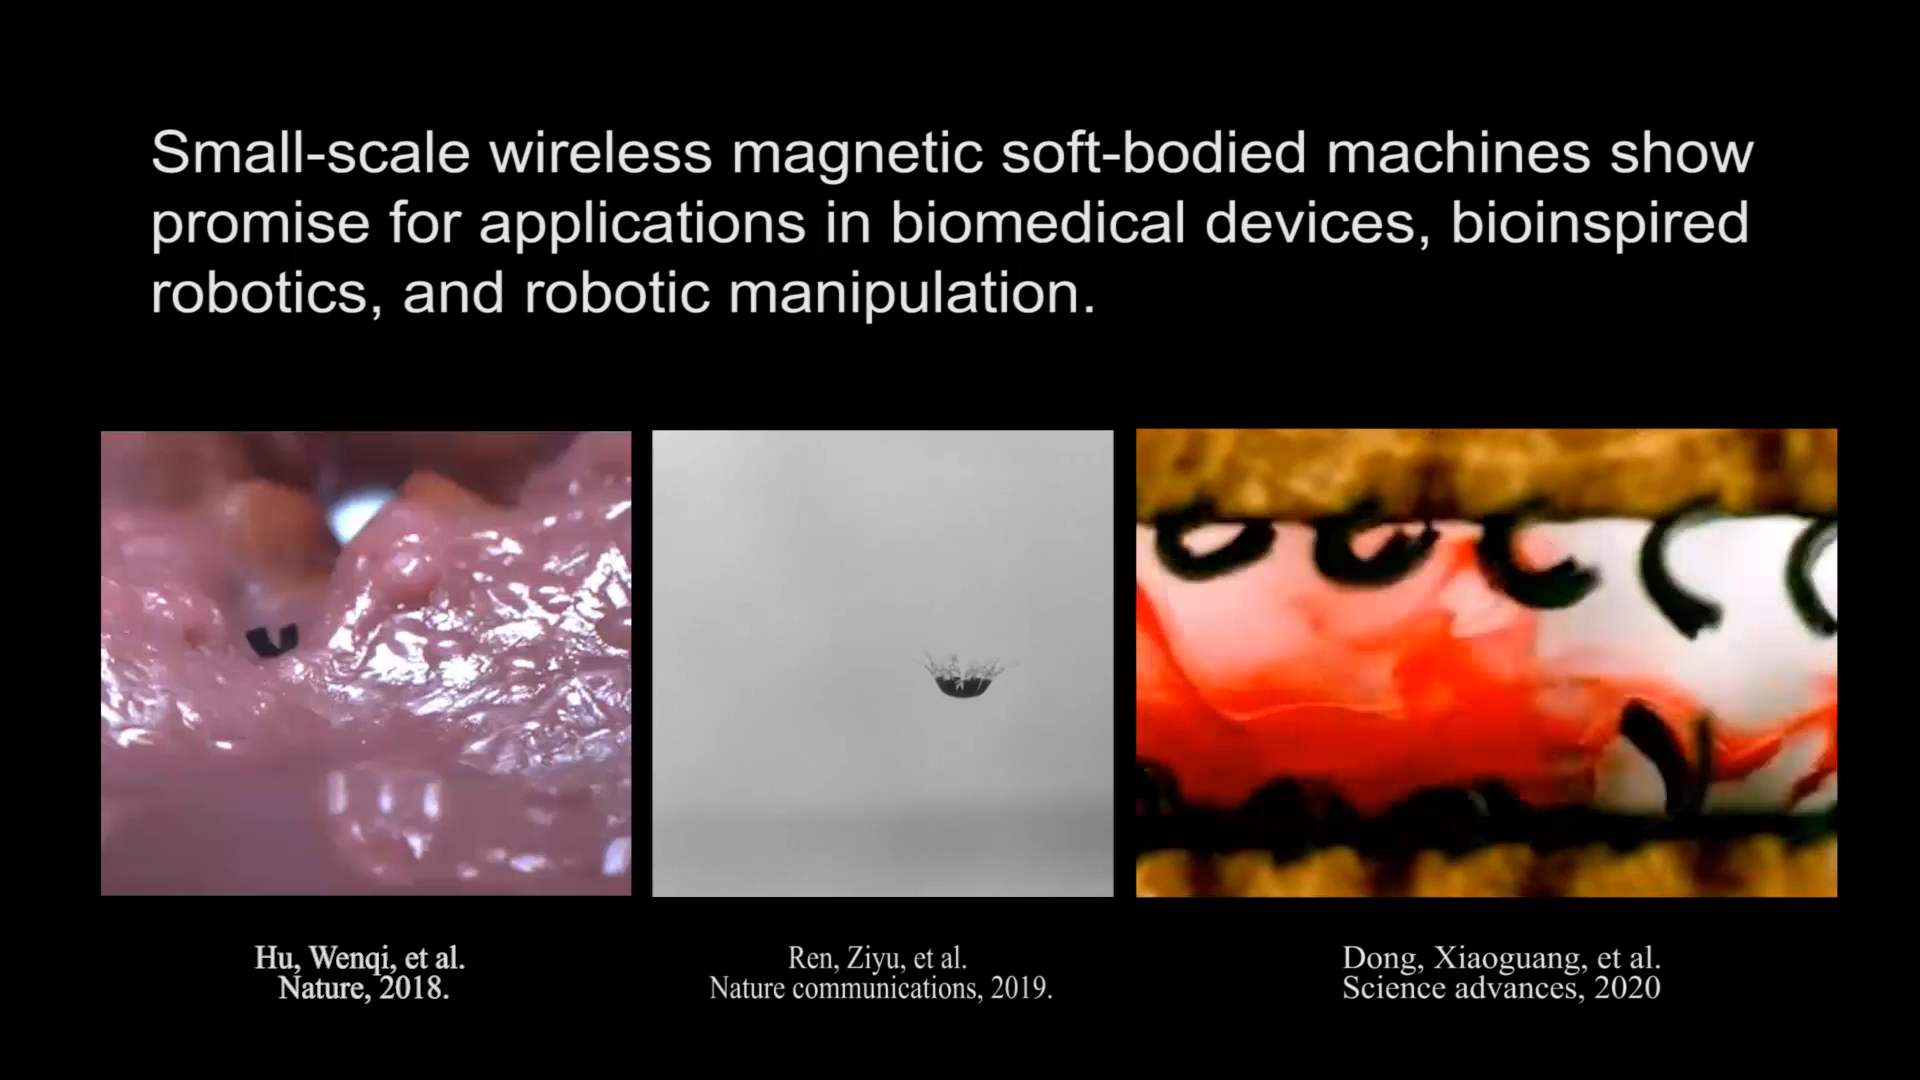 Small-scale wireless magnetic soft-bodied machines show
promise for applications in biomedical devices, bioinspired
robotics, and robotic manipulation.
Hu, Wenqi, et al.
Nature, 2018.
Ren, Ziyu, et al.
Nature communications, 2019.
Dong, Xiaoguang, et al.
Science advances, 2020